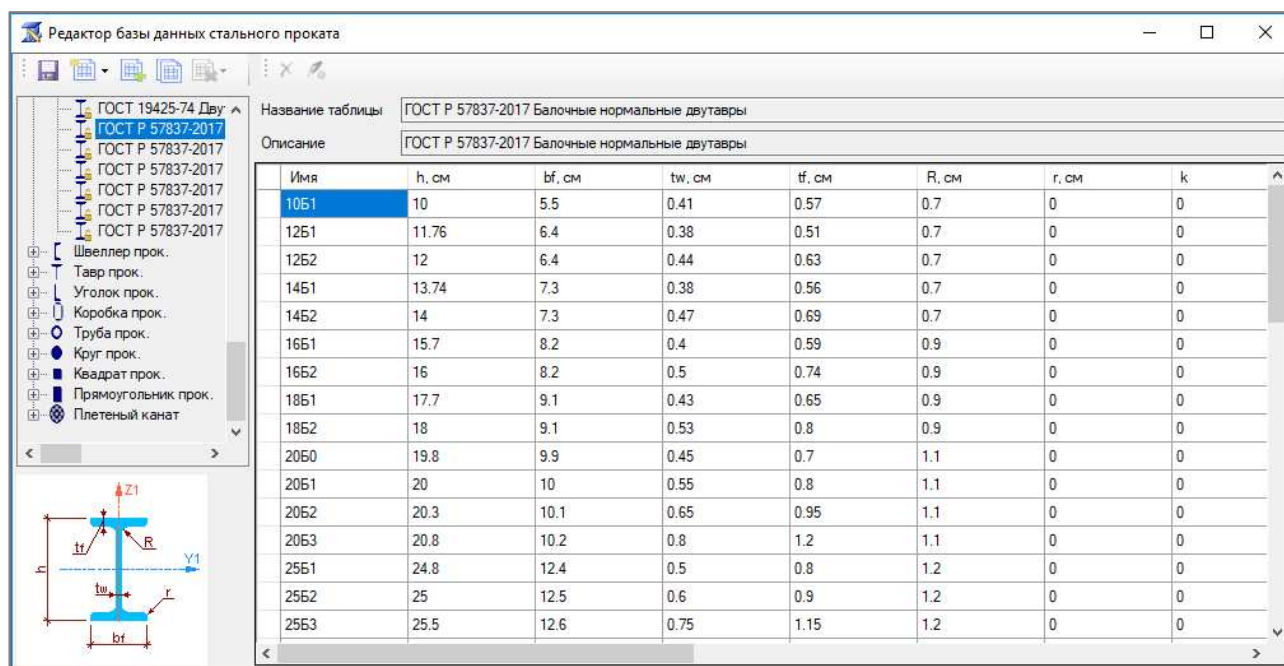 Редактор базы данных стального проката
ГОСТ 19425-74 Дву
ГОСТ Р 57837-2017
ГОСТ Р 57837-2017
ГОСТ Р 57837-2017
ГОСТ Р 57837-2017
ГОСТ Р 57837-2017
ГОСТ Р 57837-2017
Швеллер прок.
Тавр прок.
Уголок прок.
Коробка прок.
Труба прок.
Круг прок.
Квадрат прок.
Прямоугольник прок.
Плетеный канат
Z1
tf
R
Y1
h
tw
r
bf
Название таблицы ГОСТ Р 57837-2017 Балочные нормальные двутавры
Описание ГОСТ Р 57837-2017 Балочные нормальные двутавры
Имя h, см bf, см tw, см tf, см R, см r, см k
10Б1 10 5.5 0.41 0.57 0.7 0 0
12Б1 11.76 6.4 0.38 0.51 0.7 0 0
12Б2 12 6.4 0.44 0.63 0.7 0 0
14Б1 13.74 7.3 0.38 0.56 0.7 0 0
14Б2 14 7.3 0.47 0.69 0.7 0 0
16Б1 15.7 8.2 0.4 0.59 0.9 0 0
16Б2 16 8.2 0.5 0.74 0.9 0 0
18Б1 17.7 9.1 0.43 0.65 0.9 0 0
18Б2 18 9.1 0.53 0.8 0.9 0 0
20Б0 19.8 9.9 0.45 0.7 1.1 0 0
20Б1 20 10 0.55 0.8 1.1 0 0
20Б2 20.3 10.1 0.65 0.95 1.1 0 0
20Б3 20.8 10.2 0.8 1.2 1.1 0 0
25Б1 24.8 12.4 0.5 0.8 1.2 0 0
25Б2 25 12.5 0.6 0.9 1.2 0 0
25Б3 25.5 12.6 0.75 1.15 1.2 0 0